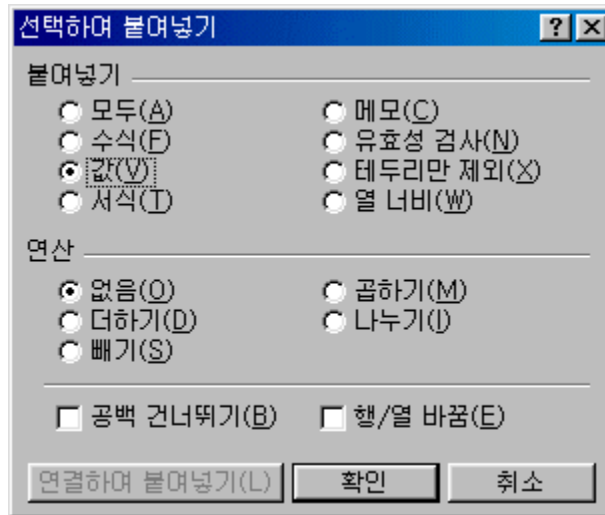 선택하여 붙여넣기
붙여넣기
모두(A) 메모(C)
수식(F) 유효성 검사(N)
값(V) 테두리만 제외(X)
서식(T) 열 너비(W)
연산
없음(O) 곱하기(M)
더하기(D) 나누기(I)
빼기(S)
공백 건너뛰기(B) 행/열 바꿈(E)
연결하여 붙여넣기(L) 확인 취소